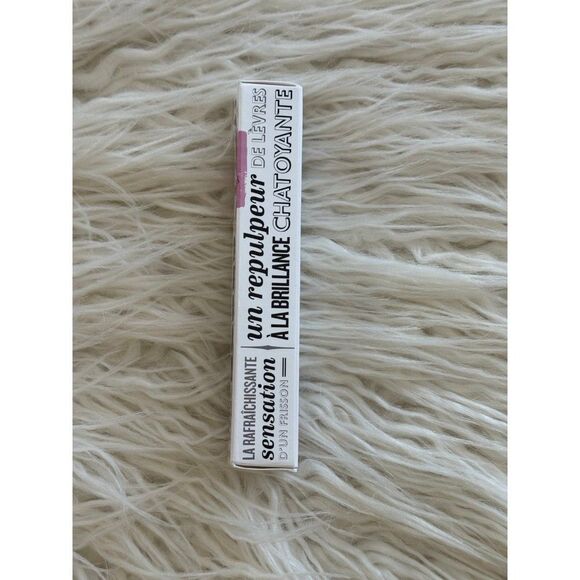 LA RAFRAÎCHISSANTE
sensation
D'UN FRISSON
un repulpeur DE LÈVRES
À LA BRILLANCE CHATOYANTE